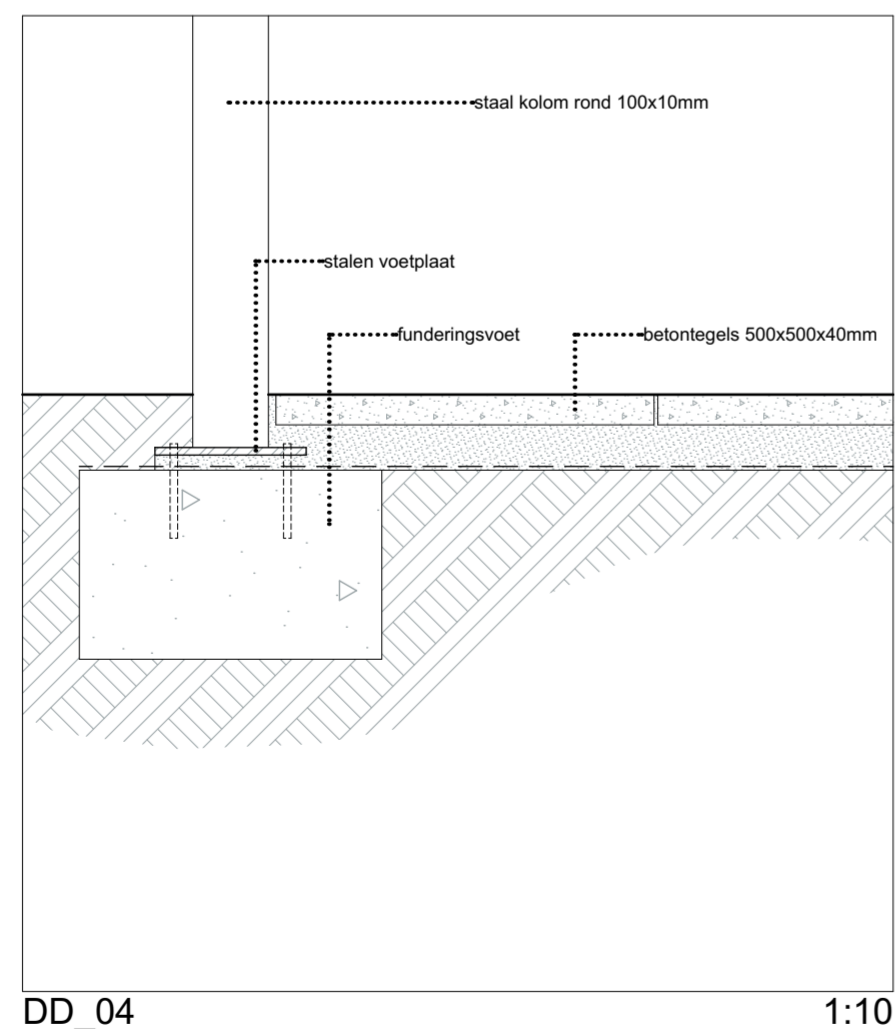 staal kolom rond 100x10mm
stalen voetplaat
funderingsvoet
betontegels 500x500x40mm
DD_04
1:10